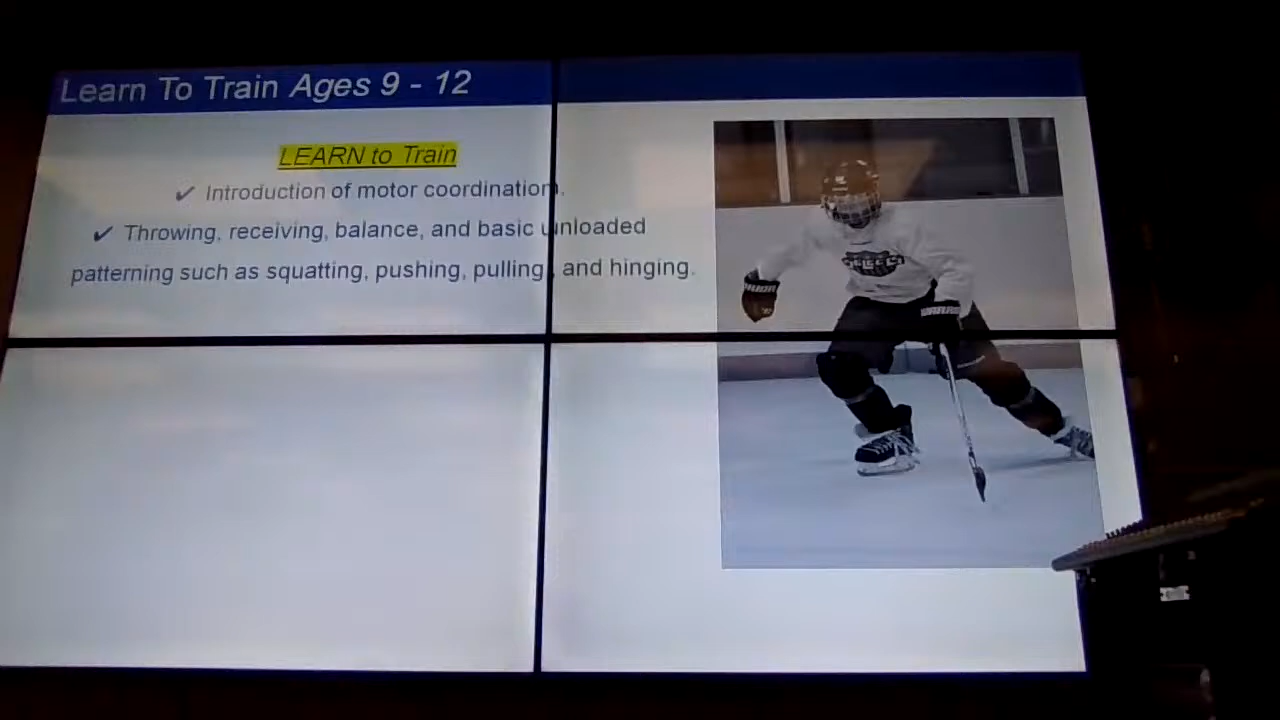 Learn To Train Ages 9 - 12
LEARN to Train
✔ Introduction of motor coordination.
✔ Throwing, receiving, balance, and basic unloaded
patterning such as squatting, pushing, pulling, and hinging.